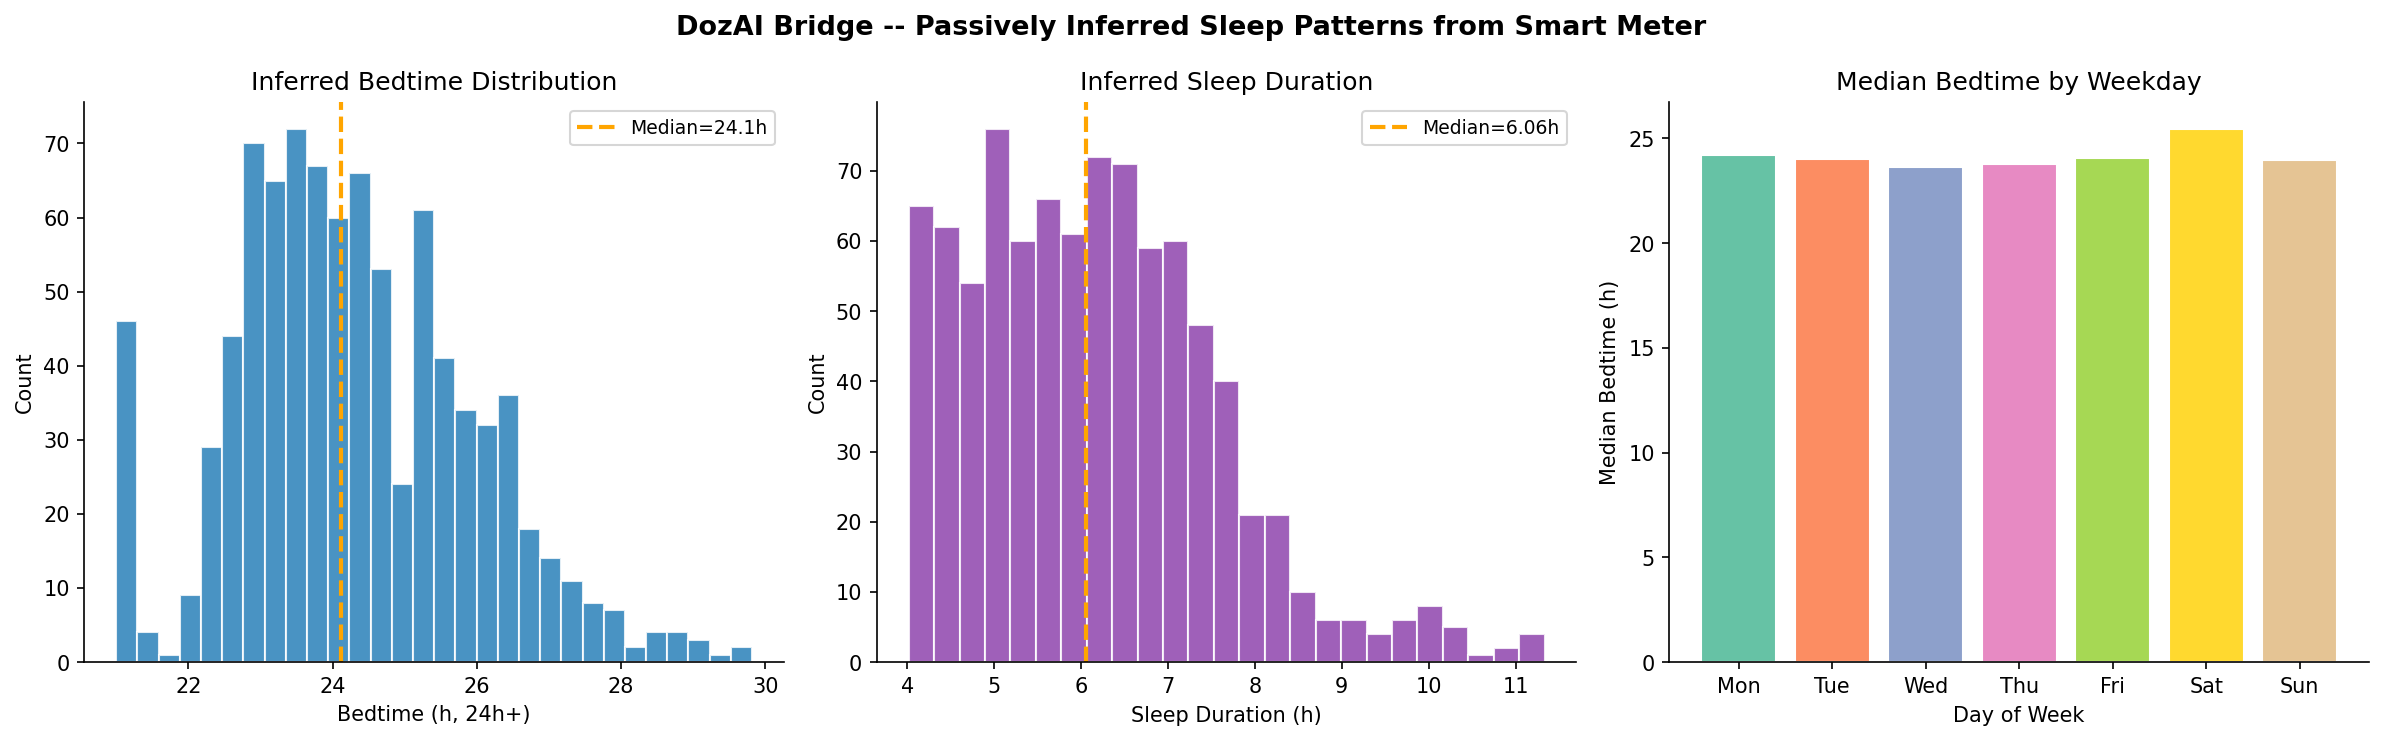 DozAI Bridge -- Passively Inferred Sleep Patterns from Smart Meter
Inferred Bedtime Distribution
Median=24.1h
Count
0
10
20
30
40
50
60
70
22
24
26
28
30
Bedtime (h, 24h+)
Inferred Sleep Duration
Median=6.06h
Count
0
10
20
30
40
50
60
70
4
5
6
7
8
9
10
11
Sleep Duration (h)
Median Bedtime by Weekday
Median Bedtime (h)
0
5
10
15
20
25
Mon
Tue
Wed
Thu
Fri
Sat
Sun
Day of Week